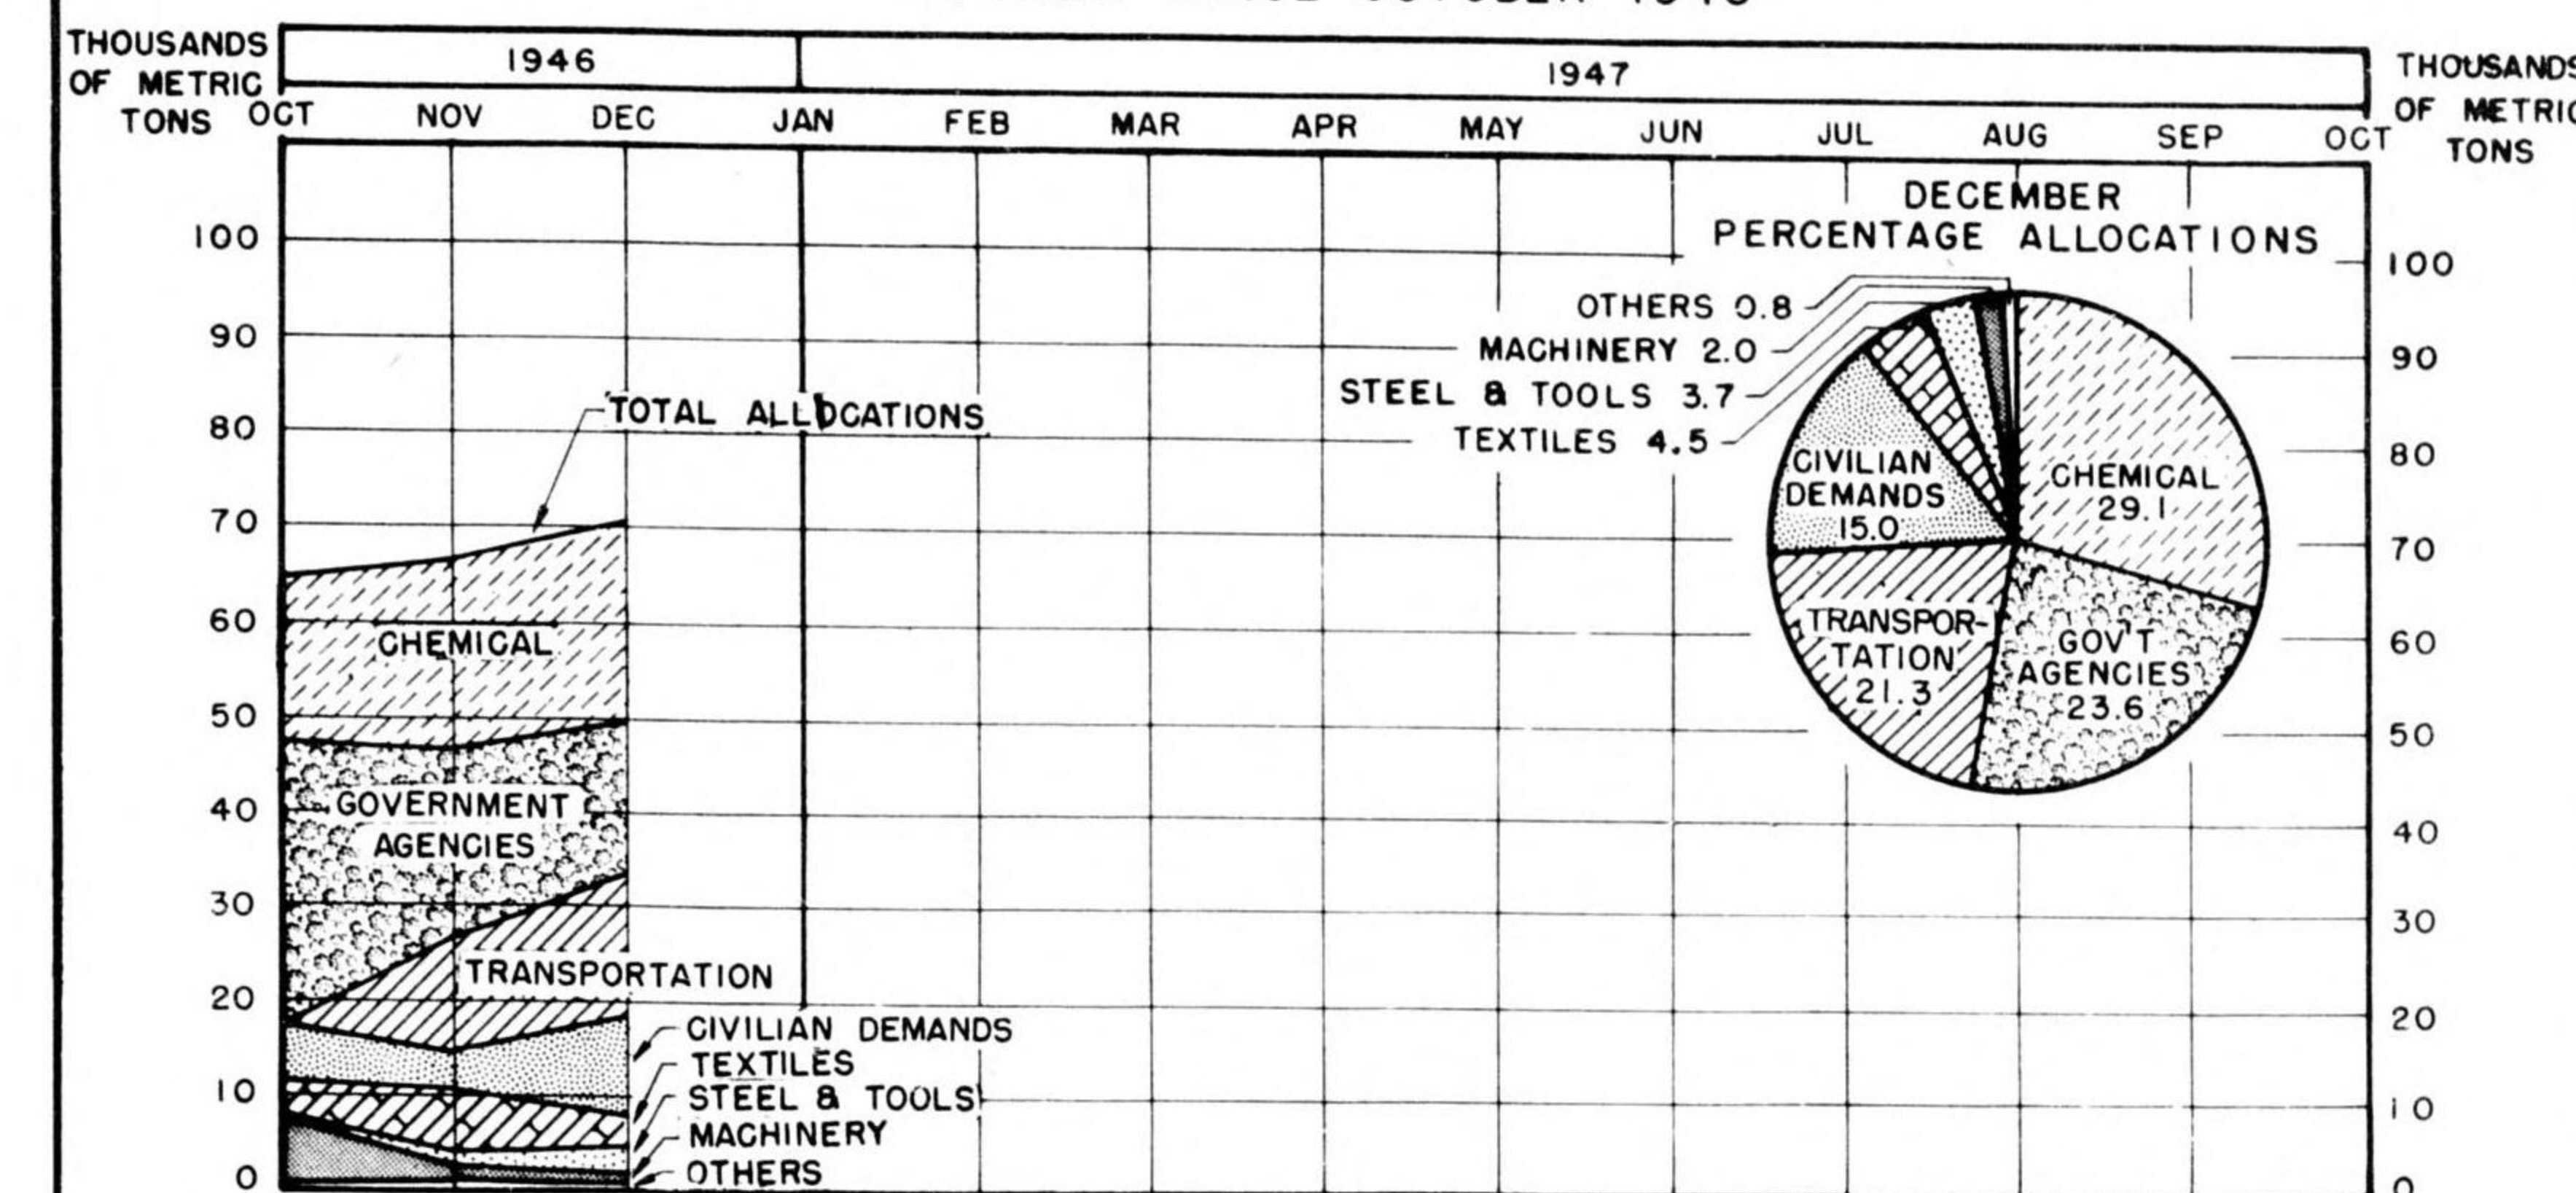 THOUSANDS OF METRIC TONS
1946
1947
THOUSANDS OF METRIC TONS
OCT NOV DEC JAN FEB MAR APR MAY JUN JUL AUG SEP OCT
DECEMBER
PERCENTAGE ALLOCATIONS
100
90
80
70
60
50
40
30
20
10
0
TOTAL ALLOCATIONS
CHEMICAL
GOVERNMENT
AGENCIES
TRANSPORTATION
CIVILIAN DEMANDS
TEXTILES
STEEL & TOOLS
MACHINERY
OTHERS
OTHERS 0.8
MACHINERY 2.0
STEEL & TOOLS 3.7
TEXTILES 4.5
CIVILIAN
DEMANDS
15.0
CHEMICAL
29.1
TRANSPOR-
TATION
21.3
GOV'T
AGENCIES
23.6
100
90
80
70
60
50
40
30
20
10
0